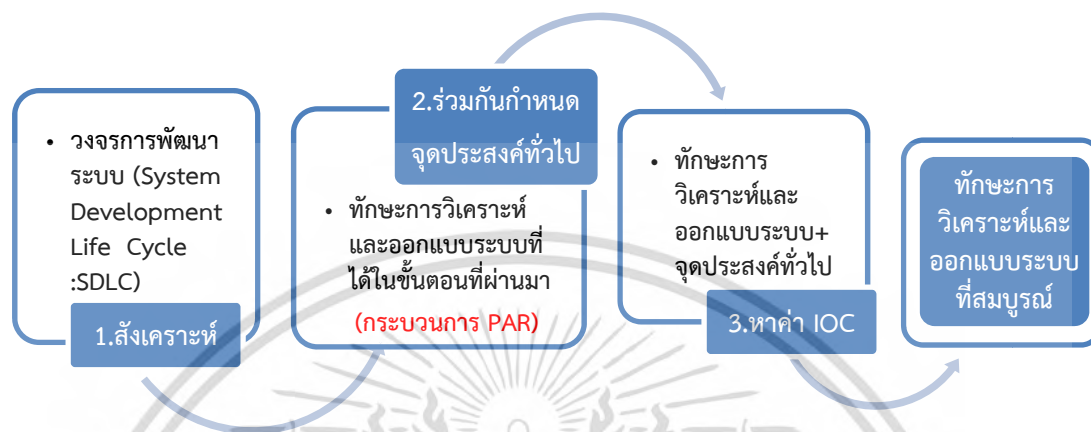 • วงจรการพัฒนา
ระบบ (System
Development
Life Cycle
:SDLC)
1.สังเคราะห์
2.ร่วมกันกำหนด
จุดประสงค์ทั่วไป
• ทักษะการวิเคราะห์
และออกแบบระบบที่
ได้ในขั้นตอนที่ผ่านมา
(กระบวนการ PAR)
• ทักษะการ
วิเคราะห์และ
ออกแบบระบบ+
จุดประสงค์ทั่วไป
3.หาค่า IOC
ทักษะการ
วิเคราะห์และ
ออกแบบระบบ
ที่สมบูรณ์